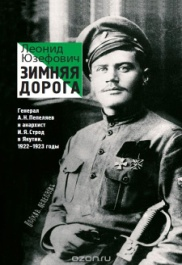 Леонид
Юзефович
ЗИМНЯЯ
ДОРОГА
Генерал
А.Н.Пепеляев
и анархист
И.Я.Строд
в Якутии.
1922–1923 годы